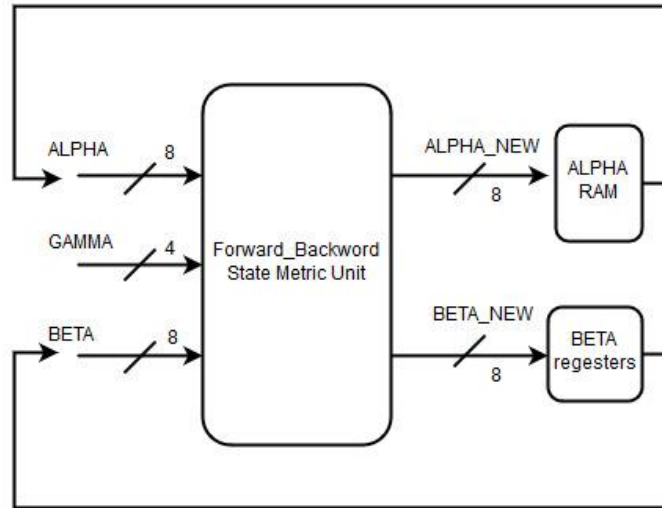 ALPHA
8
GAMMA
4
BETA
8
Forward_Backword
State Metric Unit
ALPHA_NEW
8
ALPHA
RAM
BETA_NEW
8
BETA
regesters